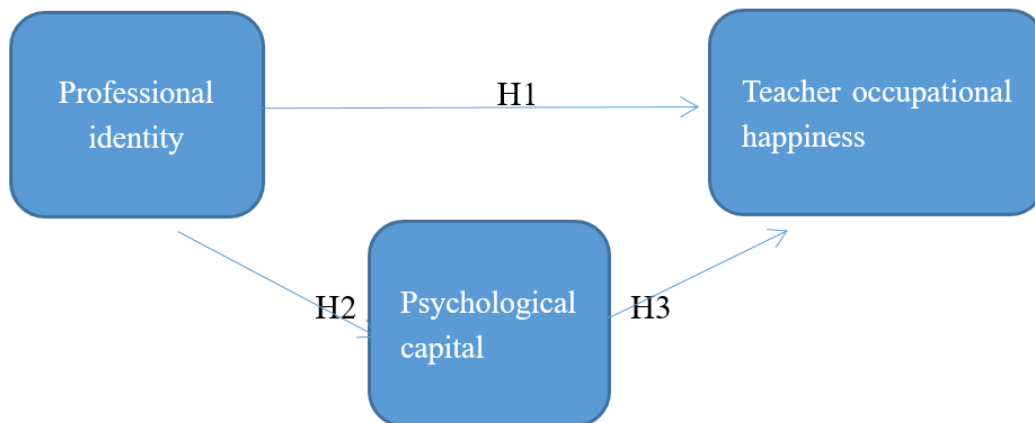 Professional
identity
H1
Teacher occupational
happiness
H2
Psychological
capital
H3